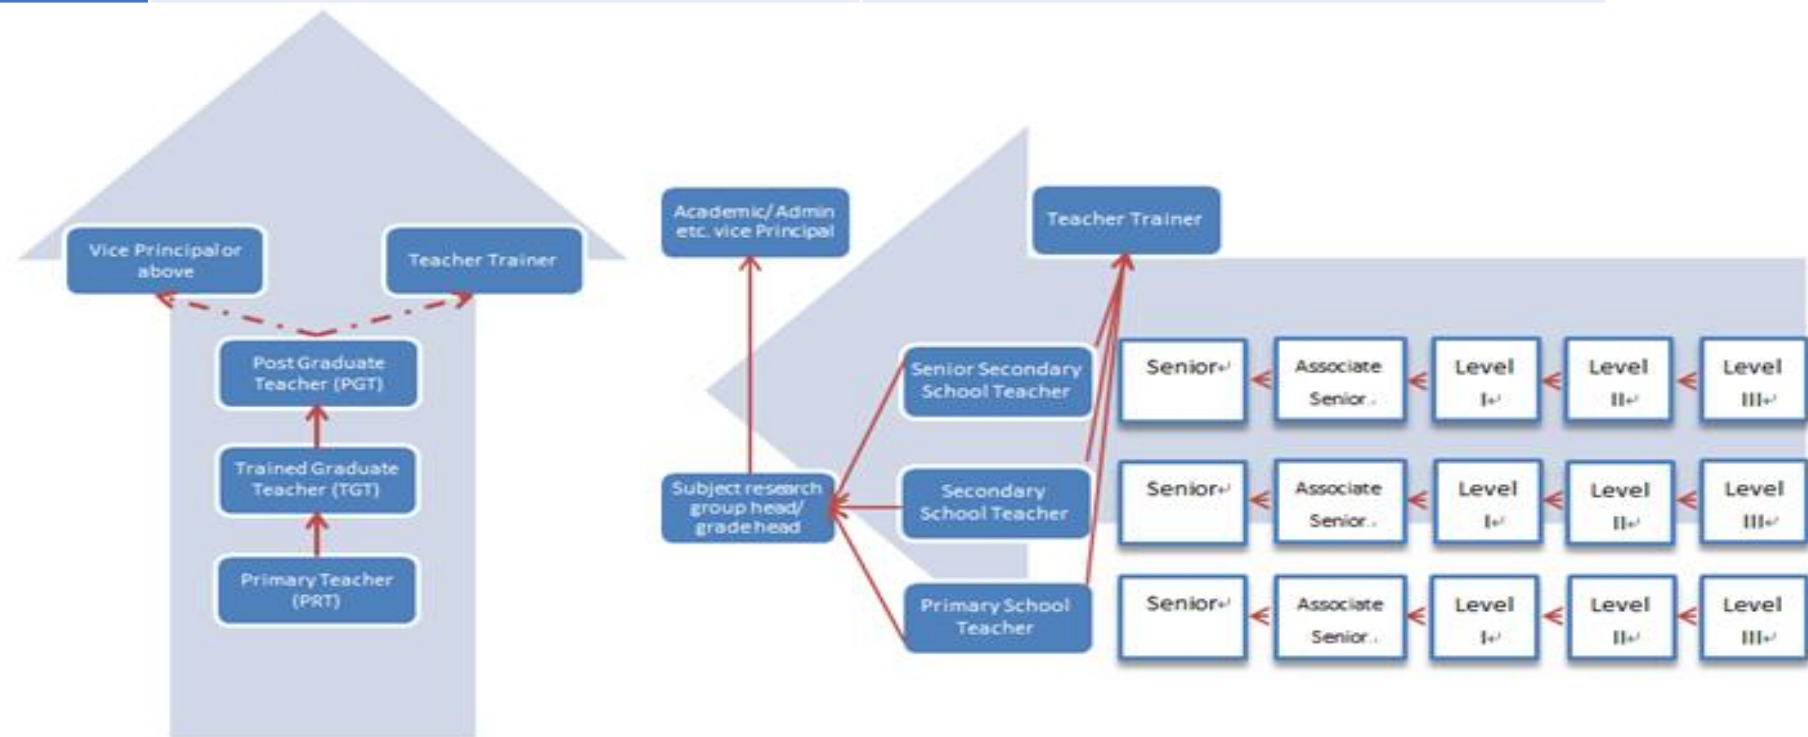 Vice Principal or
above
Teacher Trainer
Post Graduate
Teacher (PGT)
Trained Graduate
Teacher (TGT)
Primary Teacher
(PRT)
Academic/ Admin
etc. vice Principal
Teacher Trainer
Subject research
group head/
grade head
Senior Secondary
School Teacher
Senior↵
Associate
Senior..
Level
I↵
Level
II↵
Level
III↵
Secondary
School Teacher
Senior↵
Associate
Senior..
Level
I↵
Level
II↵
Level
III↵
Primary School
Teacher
Senior↵
Associate
Senior..
Level
I↵
Level
II↵
Level
III↵